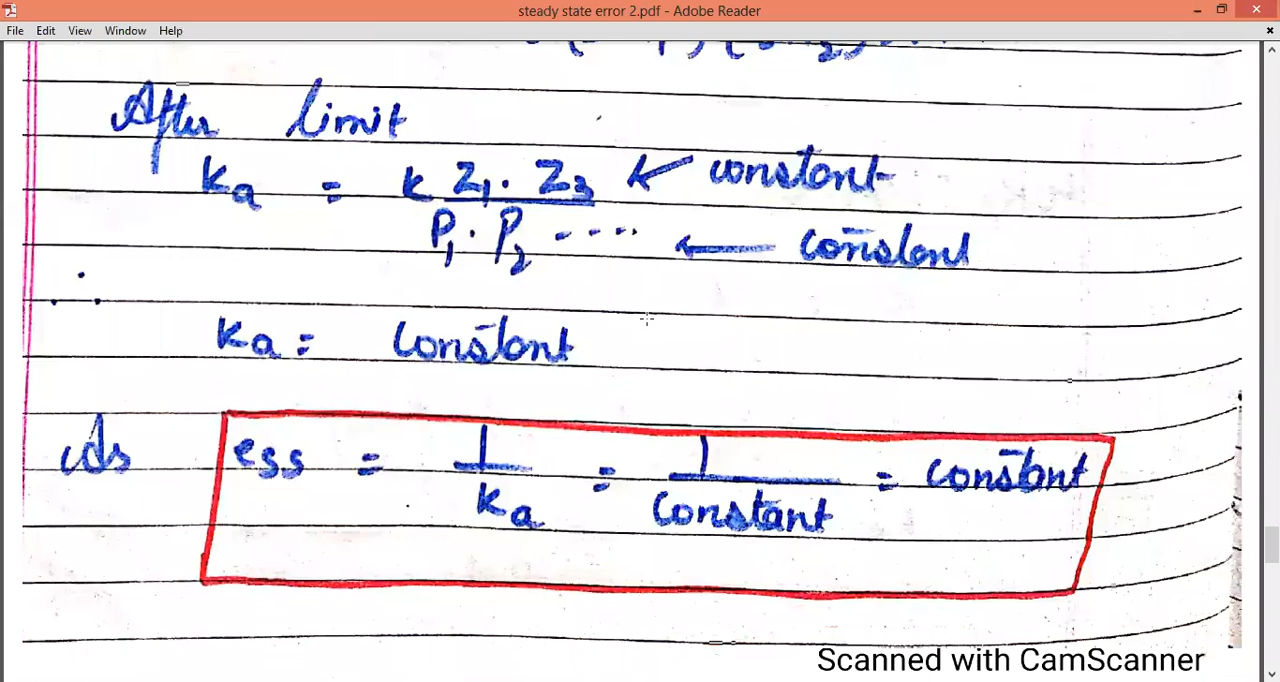 steady state error 2.pdf - Adobe Reader
File Edit View Window Help
After limit
Ka = K Z1 . Z3 ← constant
P1 . P2 ---- ← constant
∴
Ka = constant
As ess = 1 = 1 = constant
Ka constant
Scanned with CamScanner